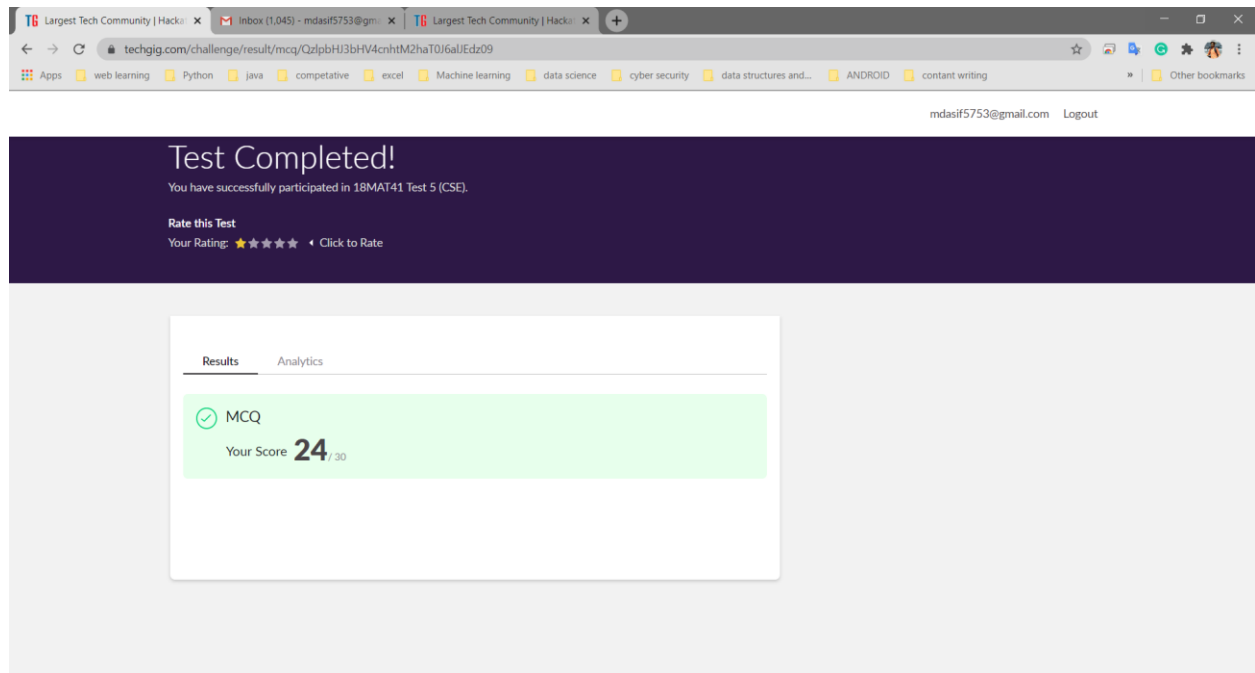 TG Largest Tech Community | Hacka
Inbox (1,045) - mdasif5753@gma
TG Largest Tech Community | Hacka
techgig.com/challenge/result/mcq/QzlpbHJ3bHV4cnhtM2haT0J6alJEdz09
Apps web learning Python java competative excel Machine learning data science cyber security data structures and... ANDROID contant writing » Other bookmarks
mdasif5753@gmail.com Logout
Test Completed!
You have successfully participated in 18MAT41 Test 5 (CSE).
Rate this Test
Your Rating: Click to Rate
Results Analytics
MCQ
Your Score 24 / 30